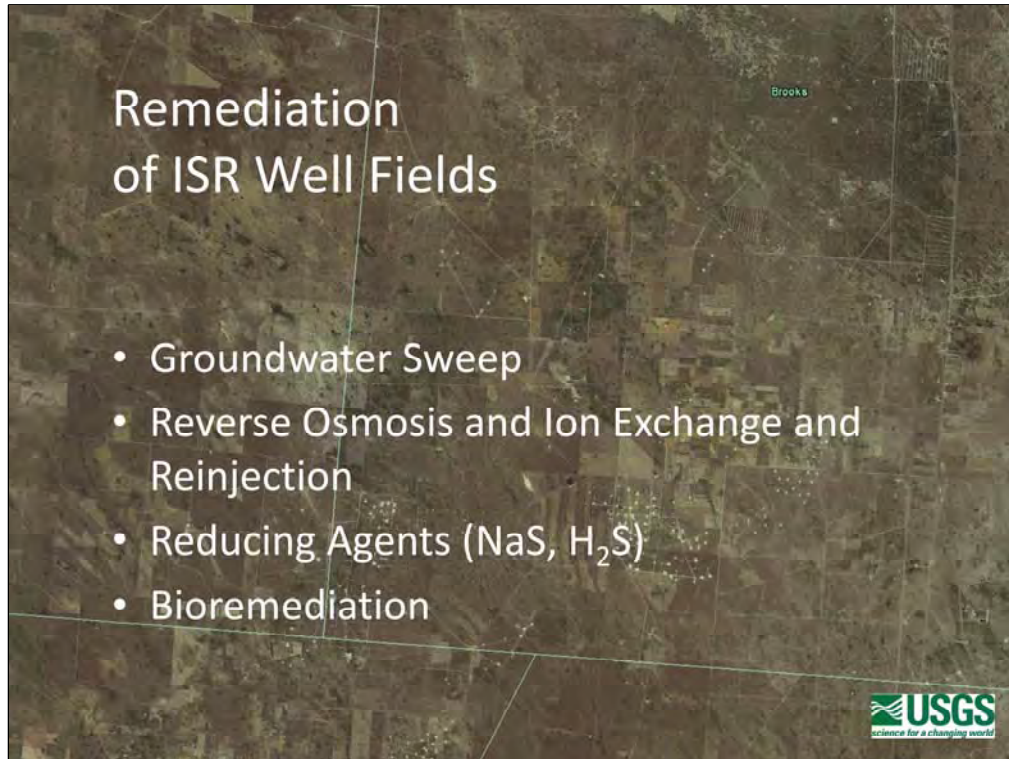 Brooks
Remediation
of ISR Well Fields
• Groundwater Sweep
• Reverse Osmosis and Ion Exchange and
Reinjection
• Reducing Agents (NaS, H₂S)
• Bioremediation
USGS
science for a changing world